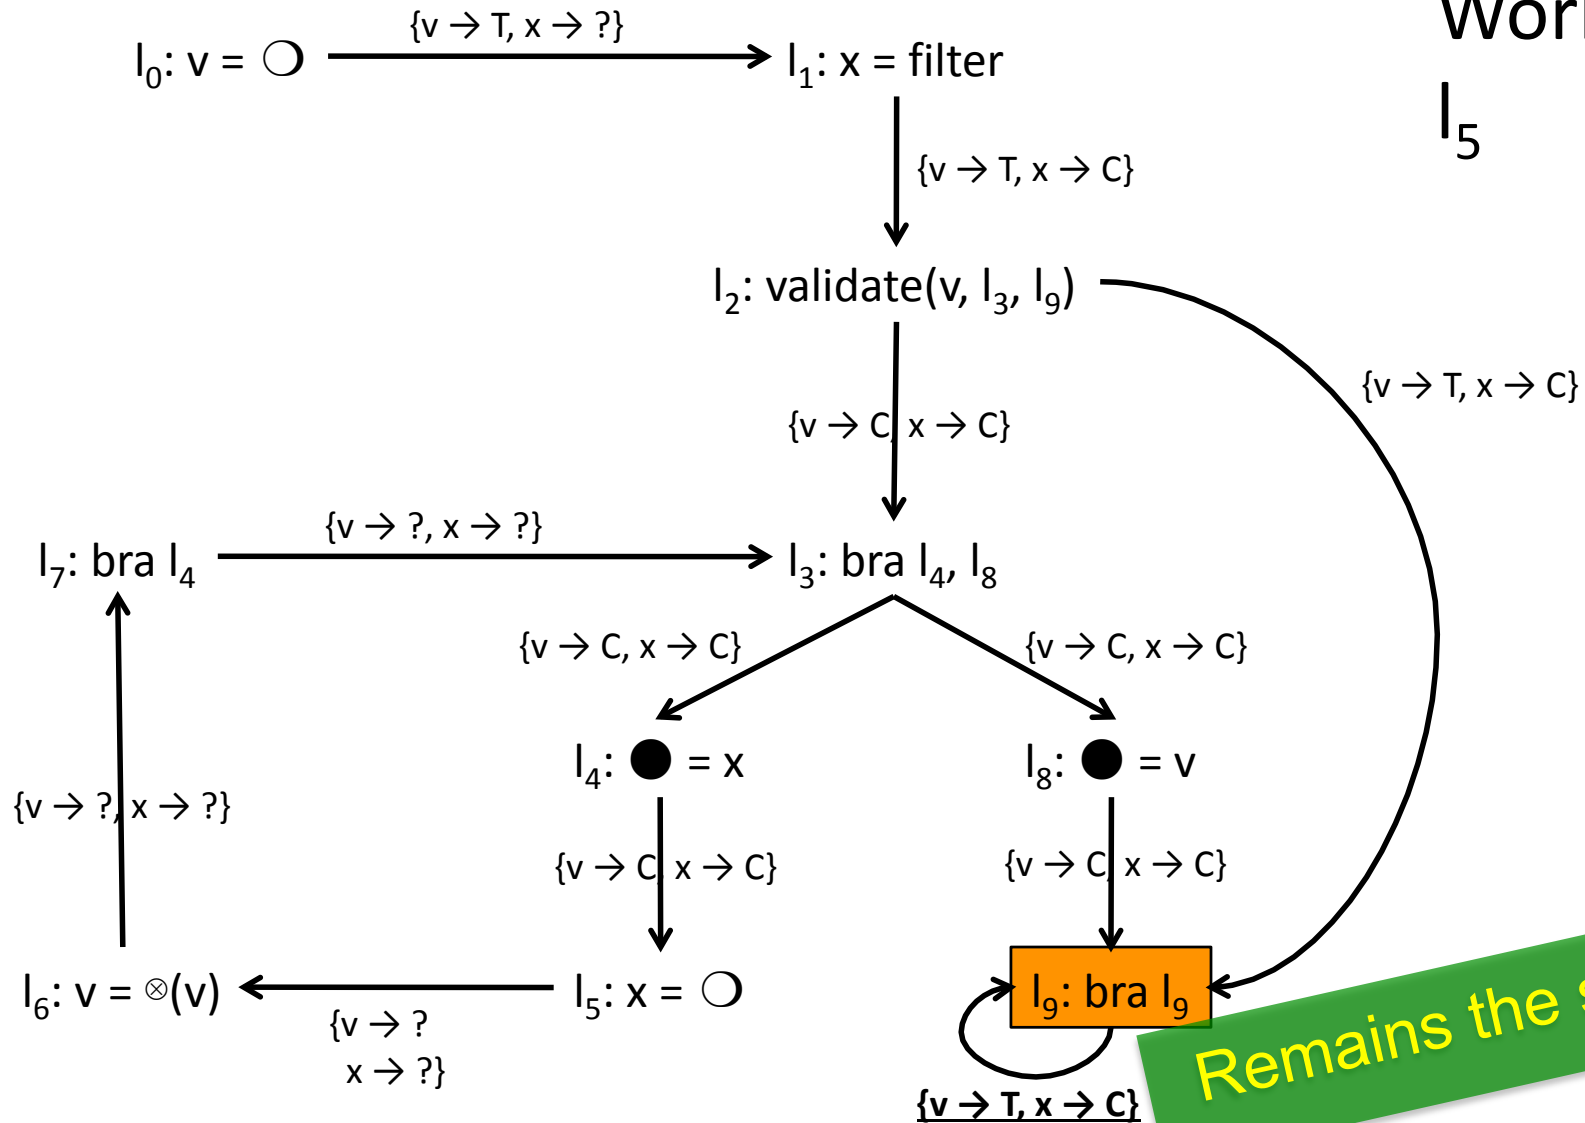 {v → T, x → ?}
l₀: v = ❍
l₁: x = filter
l₅
{v → T, x → C}
l₂: validate(v, l₃, l₉)
{v → T, x → C}
{v → C, x → C}
{v → ?, x → ?}
l₇: bra l₄
l₃: bra l₄, l₈
{v → C, x → C}
{v → C, x → C}
l₄: ● = x
l₈: ● = v
{v → ?, x → ?}
{v → C, x → C}
{v → C, x → C}
l₆: v = ⊗(v)
l₅: x = ❍
l₉: bra l₉
{v → ?
x → ?}
Remains the
{v → T, x → C}